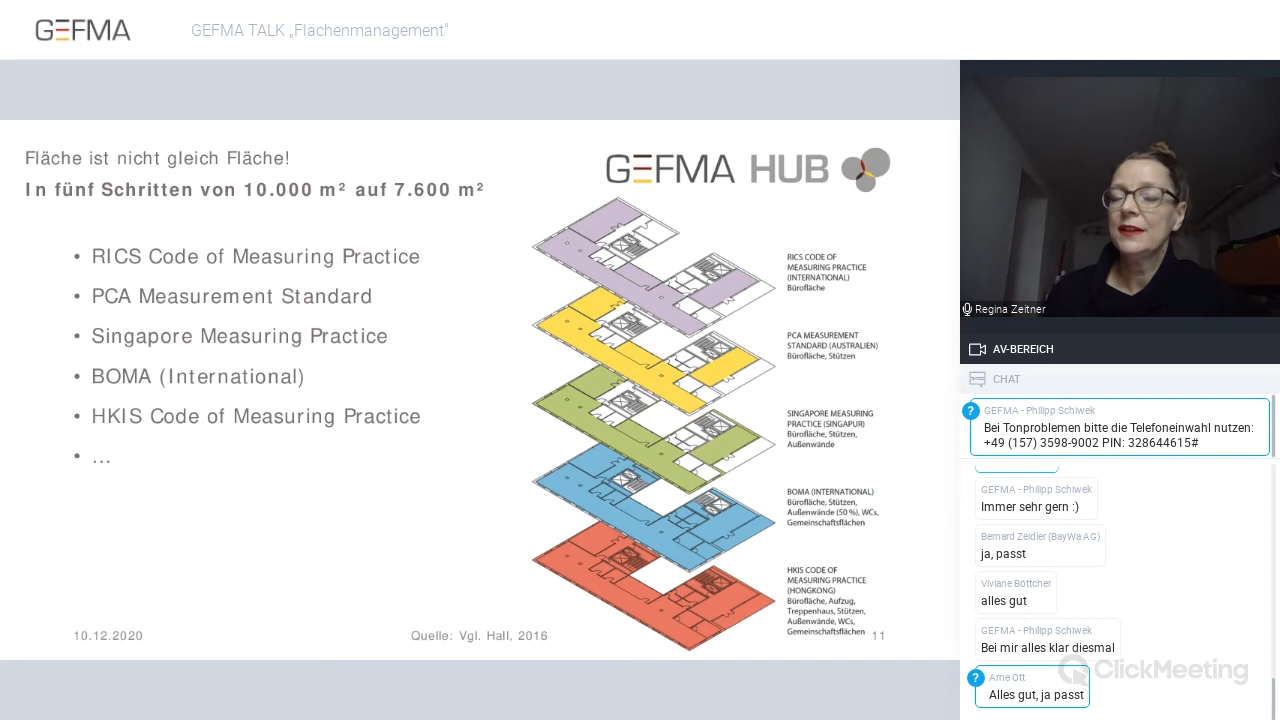 GEFMA
GEFMA TALK „Flächenmanagement"
Fläche ist nicht gleich Fläche!
In fünf Schritten von 10.000 m² auf 7.600 m²
GEFMA HUB
• RICS Code of Measuring Practice
• PCA Measurement Standard
• Singapore Measuring Practice
• BOMA (International)
• HKIS Code of Measuring Practice
• ...
RICS CODE OF
MEASURING PRACTICE
(INTERNATIONAL)
Bürofläche
PCA MEASUREMENT
STANDARD (AUSTRALIEN)
Bürofläche, Stützen
SINGAPORE MEASURING
PRACTICE (SINGAPUR)
Bürofläche, Stützen,
Außenwände
BOMA (INTERNATIONAL)
Bürofläche, Stützen,
Außenwände (50 %), WCs,
Gemeinschaftsflächen
HKIS CODE OF
MEASURING PRACTICE
(HONGKONG)
Bürofläche, Aufzug,
Treppenhaus, Stützen,
Außenwände, WCs,
Gemeinschaftsflächen
10.12.2020
Quelle: Vgl. Hall, 2016
11
Regina Zeitner
AV-BEREICH
CHAT
?
GEFMA - Philipp Schiwek
Bei Tonproblemen bitte die Telefoneinwahl nutzen:
+49 (157) 3598-9002 PIN: 328644615#
GEFMA - Philipp Schiwek
Immer sehr gern :)
Bernard Zeidler (BayWa AG)
ja, passt
Viviane Böttcher
alles gut
GEFMA - Philipp Schiwek
Bei mir alles klar diesmal
ClickMeeting
?
Arne Ott
Alles gut, ja passt